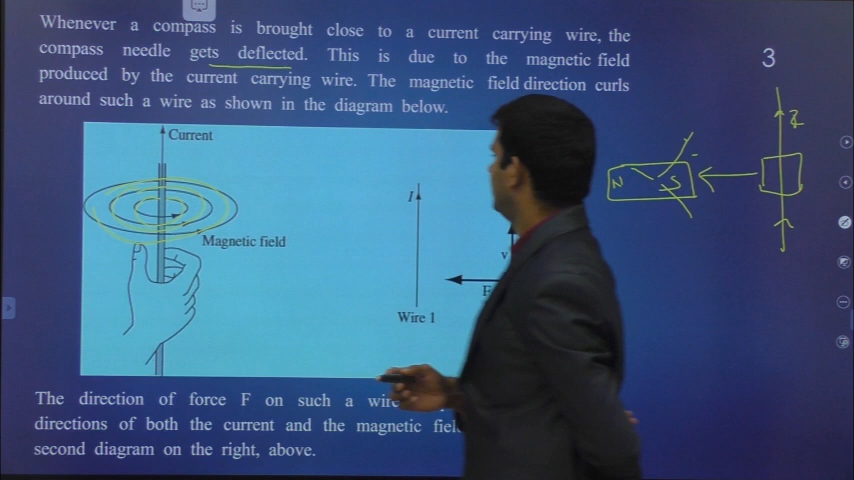 Whenever a compass is brought close to a current carrying wire, the
compass needle gets deflected. This is due to the magnetic field
produced by the current carrying wire. The magnetic field direction curls
around such a wire as shown in the diagram below.
3
Current
I
N S
Magnetic field
v
F
Wire 1
The direction of force F on such a wire
directions of both the current and the magnetic
second diagram on the right, above.